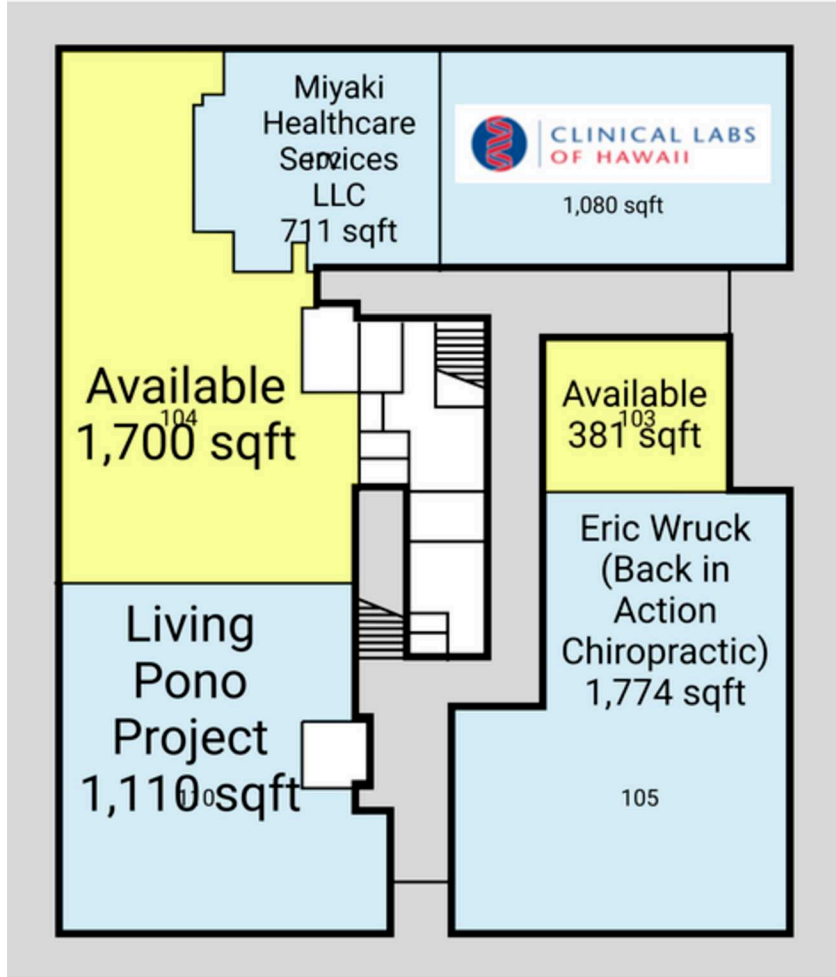 Miyaki
Healthcare
Services
102
LLC
711 sqft
CLINICAL LABS
OF HAWAII
1,080 sqft
Available
104
1,700 sqft
Available
103
381 sqft
Eric Wruck
(Back in
Action
Chiropractic)
1,774 sqft
105
Living
Pono
Project
1,110 sqft